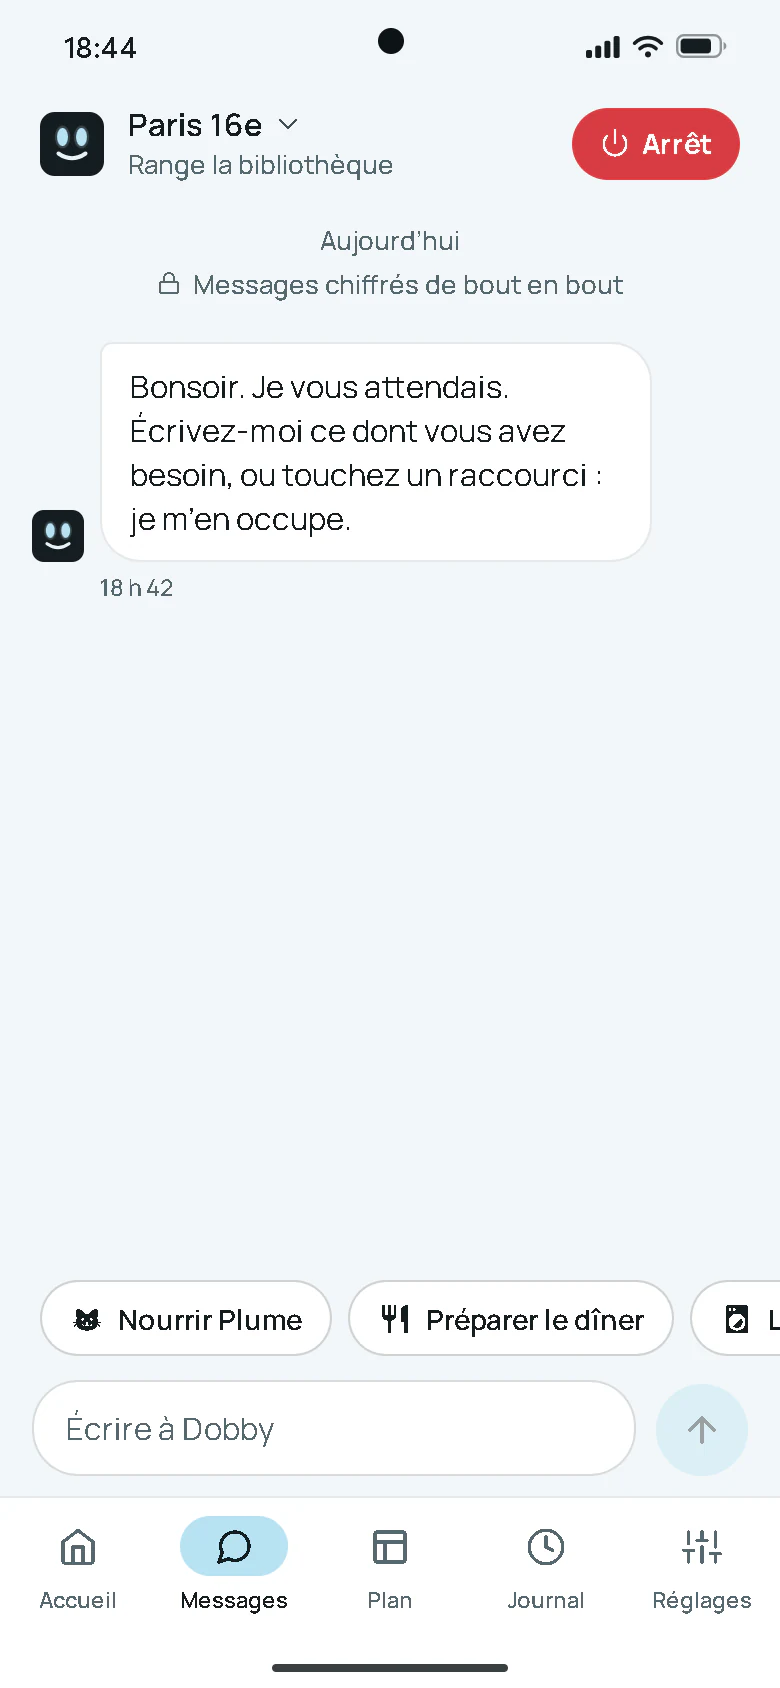 18:44
Paris 16e
Range la bibliothèque
Arrêt
Aujourd’hui
Messages chiffrés de bout en bout
Bonsoir. Je vous attendais.
Écrivez-moi ce dont vous avez
besoin, ou touchez un raccourci :
je m’en occupe.
18 h 42
Nourrir Plume
Préparer le dîner
L
Écrire à Dobby
Accueil
Messages
Plan
Journal
Réglages